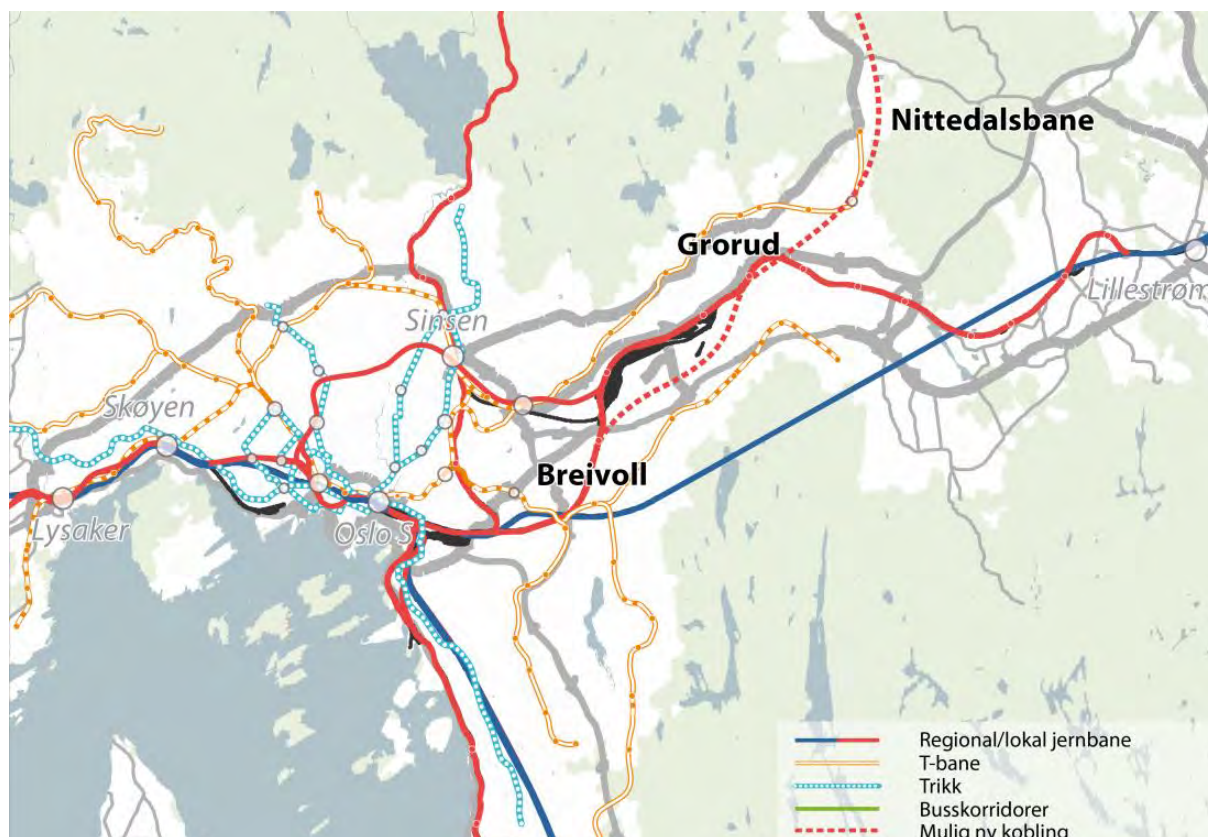 Nittedalsbane
Grorud
Lillestrøm
Sinsen
Skøyen
Breivoll
Lysaker
Oslo S
Regional/lokal jernbane
T-bane
Trikk
Busskorridorer
Mulig ny kobling